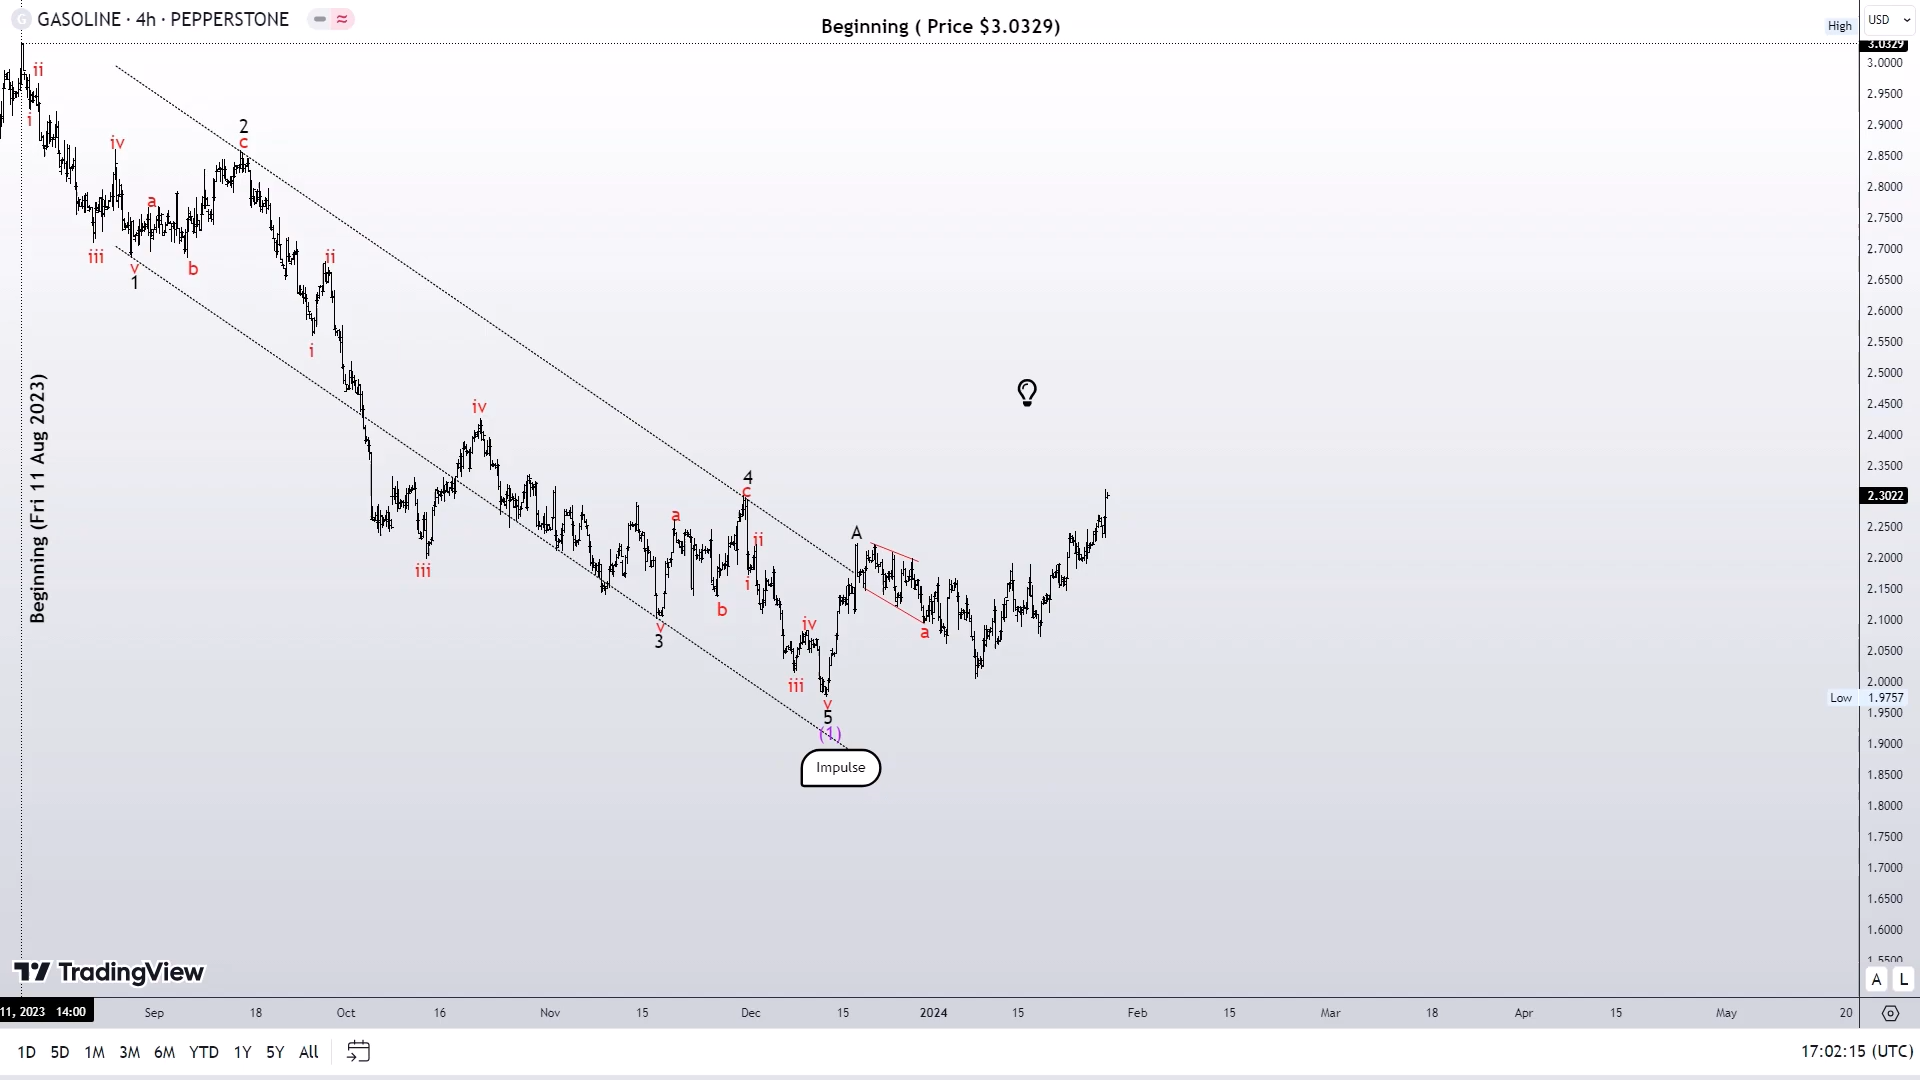 G GASOLINE · 4h · PEPPERSTONE
Beginning ( Price $3.0329)
High
USD
3.0329
3.0000
2.9500
2.9000
2.8500
2.8000
2.7500
2.7000
2.6500
2.6000
2.5500
2.5000
2.4500
2.4000
2.3500
2.3022
2.2500
2.2000
2.1500
2.1000
2.0500
2.0000
Low 1.9757
1.9500
1.9000
1.8500
1.8000
1.7500
1.7000
1.6500
1.6000
1.5500
ii
i
iv
2
c
a
iii
v
1
b
ii
i
iv
iii
4
c
a
ii
A
i
b
v
3
iv
a
iii
v
5
(1)
Impulse
Beginning (Fri 11 Aug 2023)
TradingView
A L
11, 2023 14:00 Sep 18 Oct 16 Nov 15 Dec 15 2024 15 Feb 15 Mar 18 Apr 15 May 20
1D 5D 1M 3M 6M YTD 1Y 5Y All
17:02:15 (UTC)